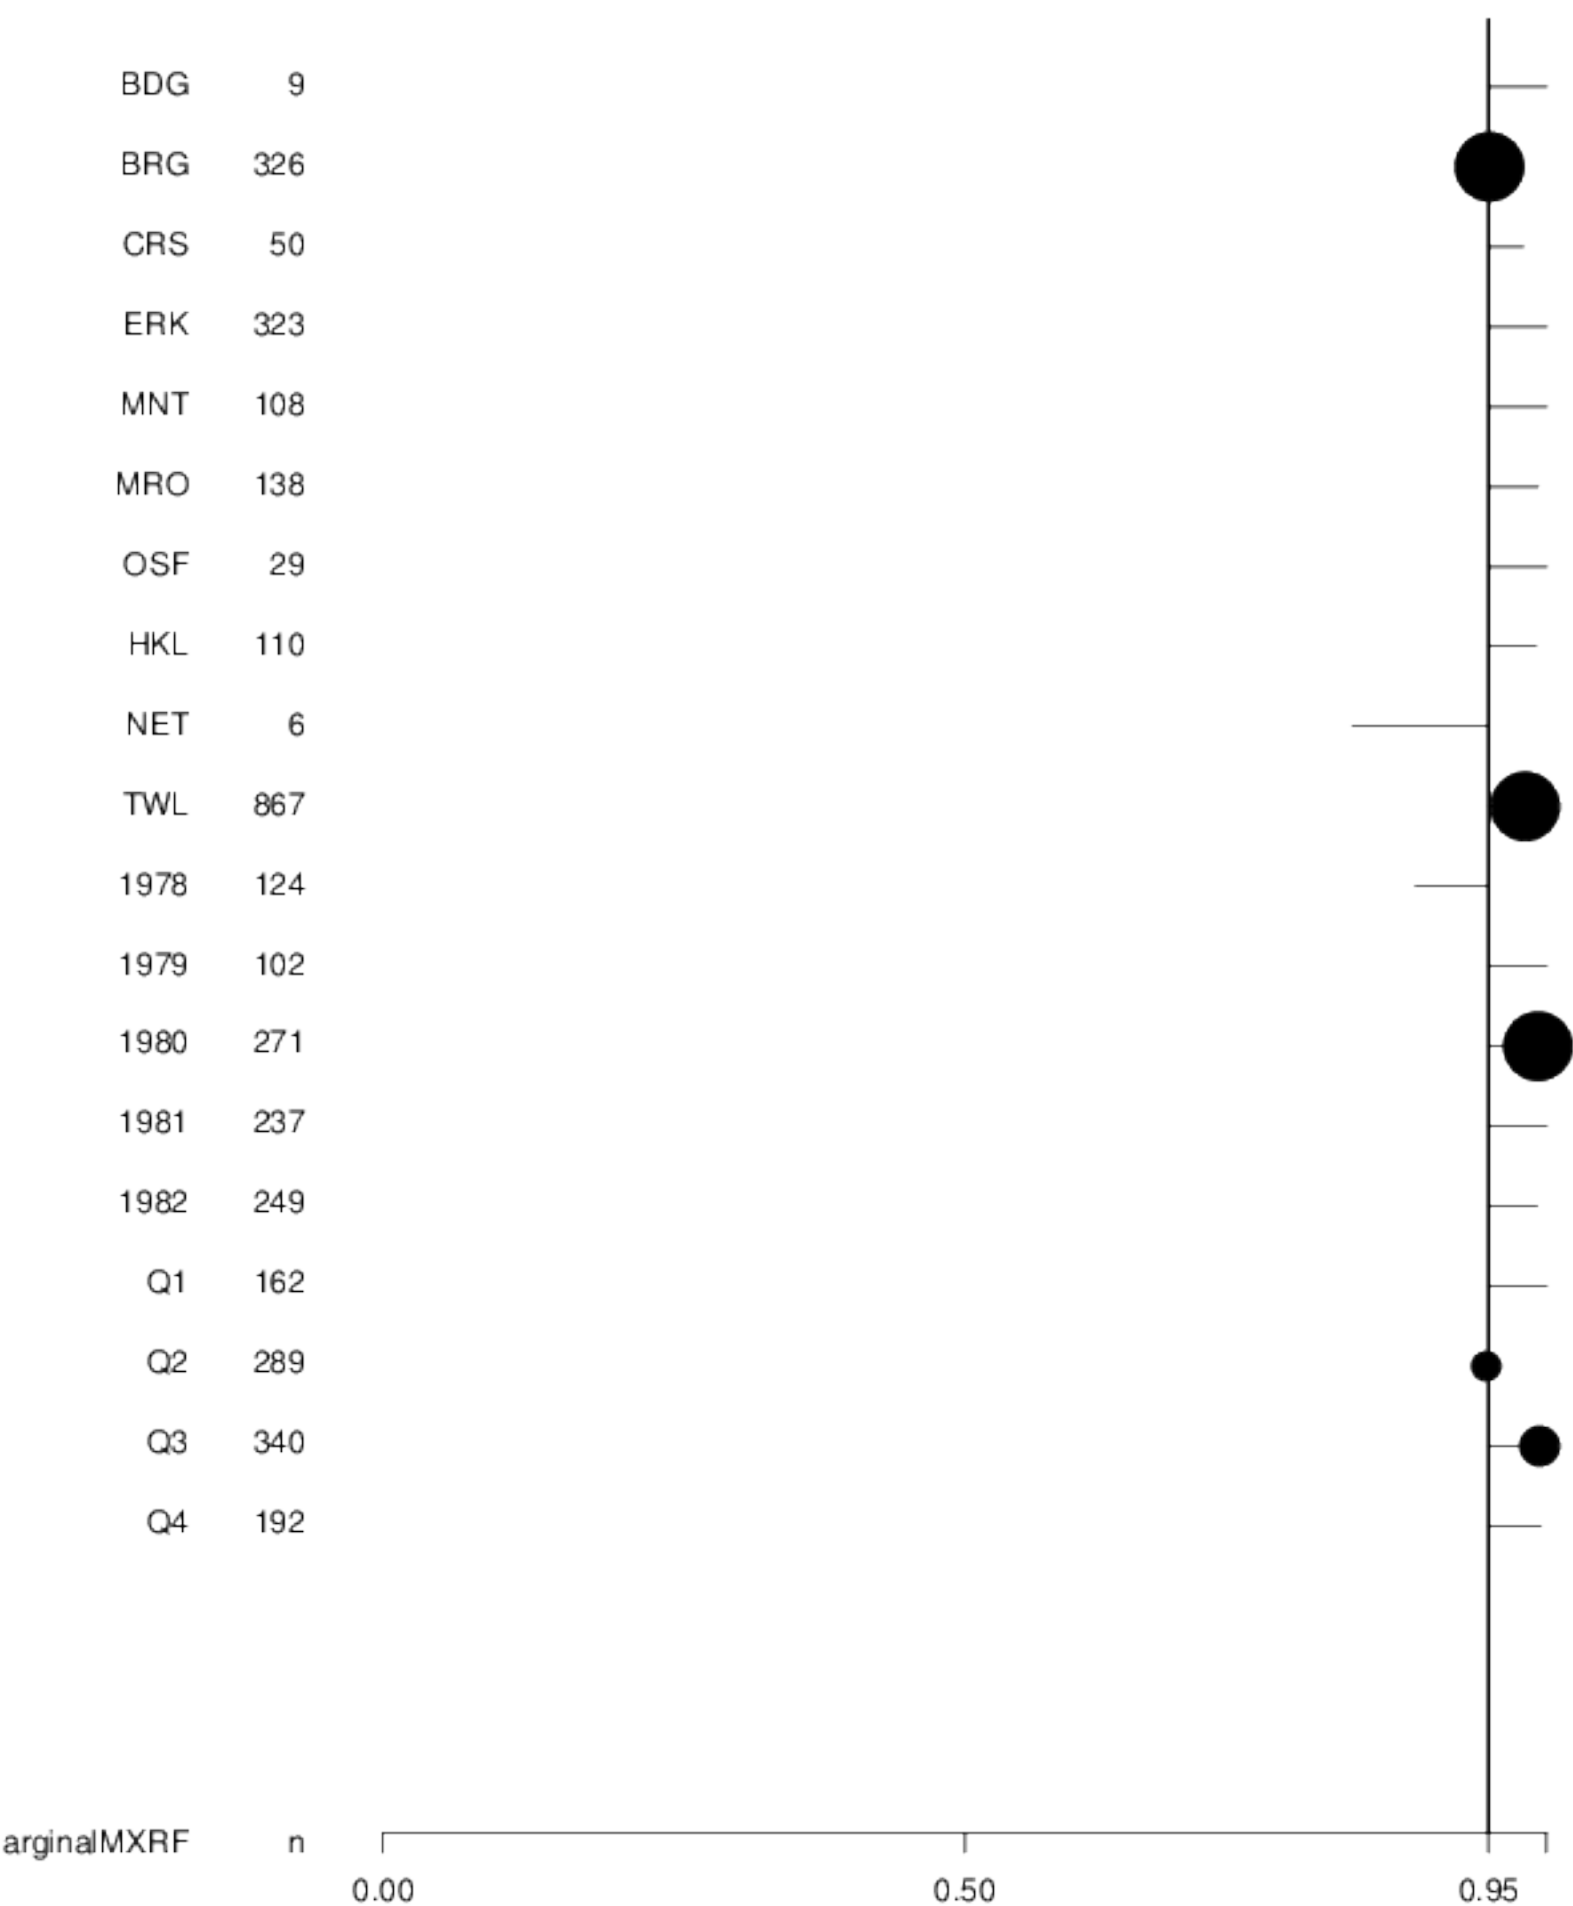 BDG 9
BRG 326
CRS 50
ERK 323
MNT 108
MRO 138
OSF 29
HKL 110
NET 6
TWL 867
1978 124
1979 102
1980 271
1981 237
1982 249
Q1 162
Q2 289
Q3 340
Q4 192
arginalMXRF n
0.00 0.50 0.95